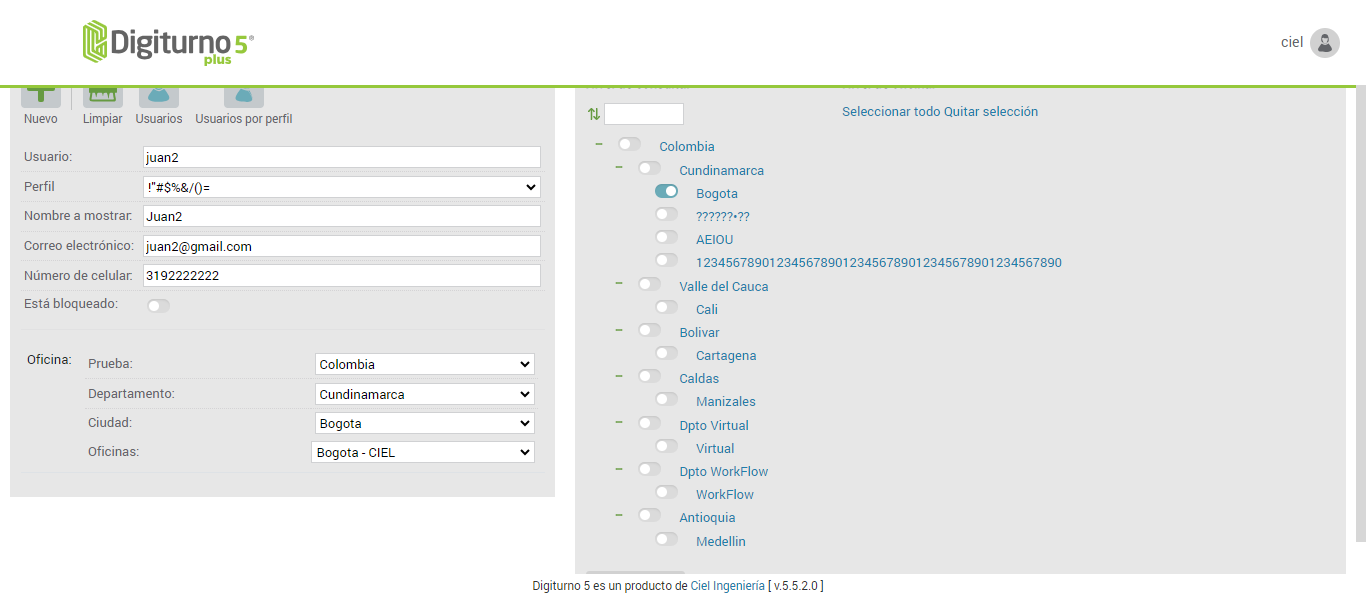 Digiturno 5®
plus
ciel
Nuevo
Limpiar
Usuarios
Usuarios por perfil
Usuario:
juan2
Perfil
!"#$%&/()=
Nombre a mostrar:
Juan2
Correo electrónico:
juan2@gmail.com
Número de celular:
3192222222
Está bloqueado:
Oficina:
Prueba:
Colombia
Departamento:
Cundinamarca
Ciudad:
Bogota
Oficinas:
Bogota - CIEL
Seleccionar todo Quitar selección
Colombia
Cundinamarca
Bogota
??????•??
AEIOU
12345678901234567890123456789012345678901234567890
Valle del Cauca
Cali
Bolivar
Cartagena
Caldas
Manizales
Dpto Virtual
Virtual
Dpto WorkFlow
WorkFlow
Antioquia
Medellin
Digiturno 5 es un producto de Ciel Ingeniería [ v.5.5.2.0 ]